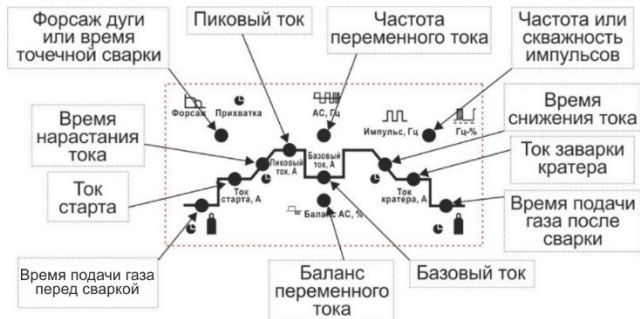 Форсаж дуги
или время
точечной сварки
Пиковый ток
Частота
переменного тока
Частота или
скважность
импульсов
Форсаж
Прихватка
АС, Гц
Импульс, Гц
Гц-%
Время
нарастания
тока
Время
снижения тока
Пиковый
ток, А
Базовый
ток, А
Ток заварки
кратера
Ток
старта
Ток
старта, А
Ток
кратера, А
Баланс АС, %
Время подачи
газа после
сварки
Время подачи газа
перед сваркой
Баланс
переменного
тока
Базовый ток